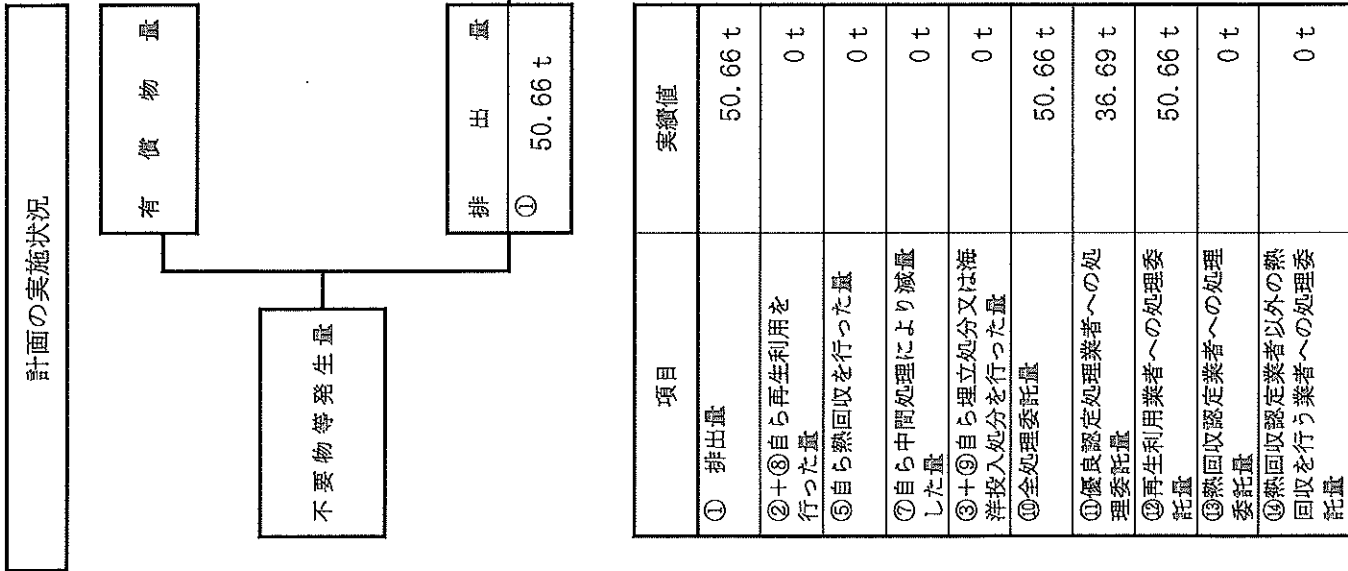 計画の実施状況
有償物量
不要物等発生量
排出量
①
50.66 t
項目
実績値
① 排出量
50.66 t
②+⑧自ら再生利用を
行った量
0 t
⑤自ら熱回収を行った量
0 t
⑦自ら中間処理により減量
した量
0 t
③+⑨自ら埋立処分又は海
洋投入処分を行った量
0 t
⑩全処理委託量
50.66 t
⑪優良認定処理業者への処
理委託量
36.69 t
⑫再生利用業者への処理委
託量
50.66 t
⑬熱回収認定業者への処理
委託量
0 t
⑭熱回収認定業者以外の熱
回収を行う業者への処理委
託量
0 t